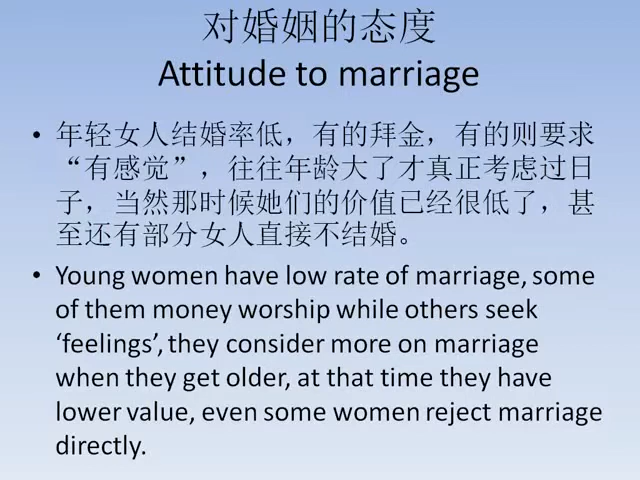 对婚姻的态度
Attitude to marriage
• 年轻女人结婚率低，有的拜金，有的则要求
“有感觉”，往往年龄大了才真正考虑过日
子，当然那时候她们的价值已经很低了，甚
至还有部分女人直接不结婚。
• Young women have low rate of marriage, some
of them money worship while others seek
‘feelings’, they consider more on marriage
when they get older, at that time they have
lower value, even some women reject marriage
directly.